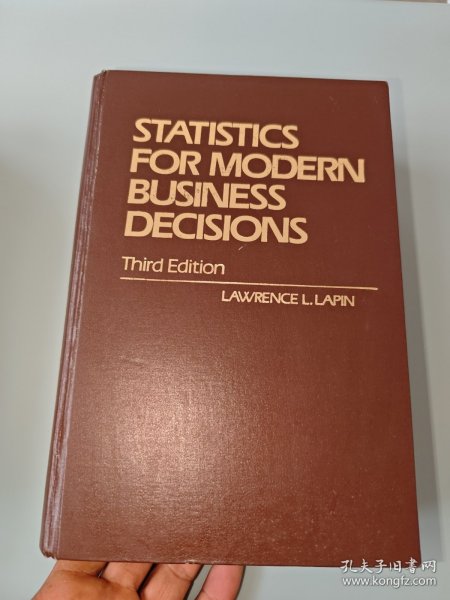 STATISTICS
FOR MODERN
BUSINESS
DECISIONS
Third Edition
LAWRENCE L. LAPIN
孔夫子旧书网
www.kongfz.com